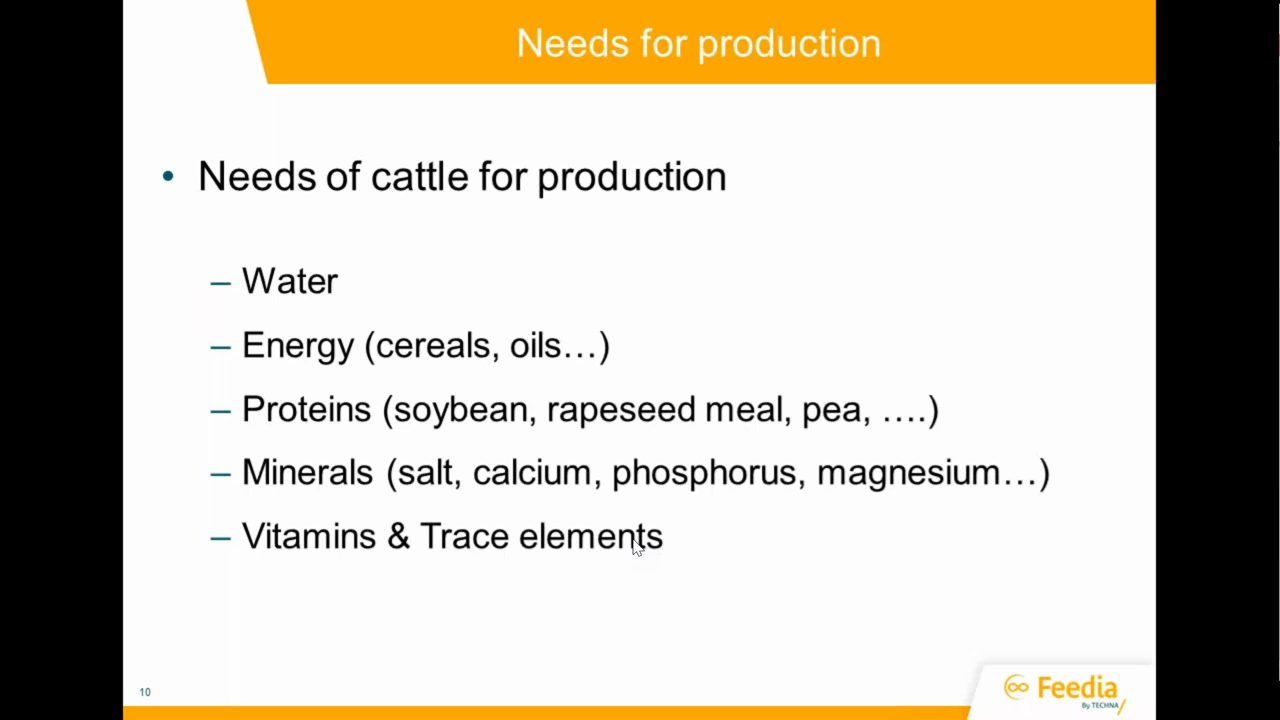 Needs for production
• Needs of cattle for production
– Water
– Energy (cereals, oils…)
– Proteins (soybean, rapeseed meal, pea, ….)
– Minerals (salt, calcium, phosphorus, magnesium…)
– Vitamins & Trace elements
10
Feedia
By TECHNA